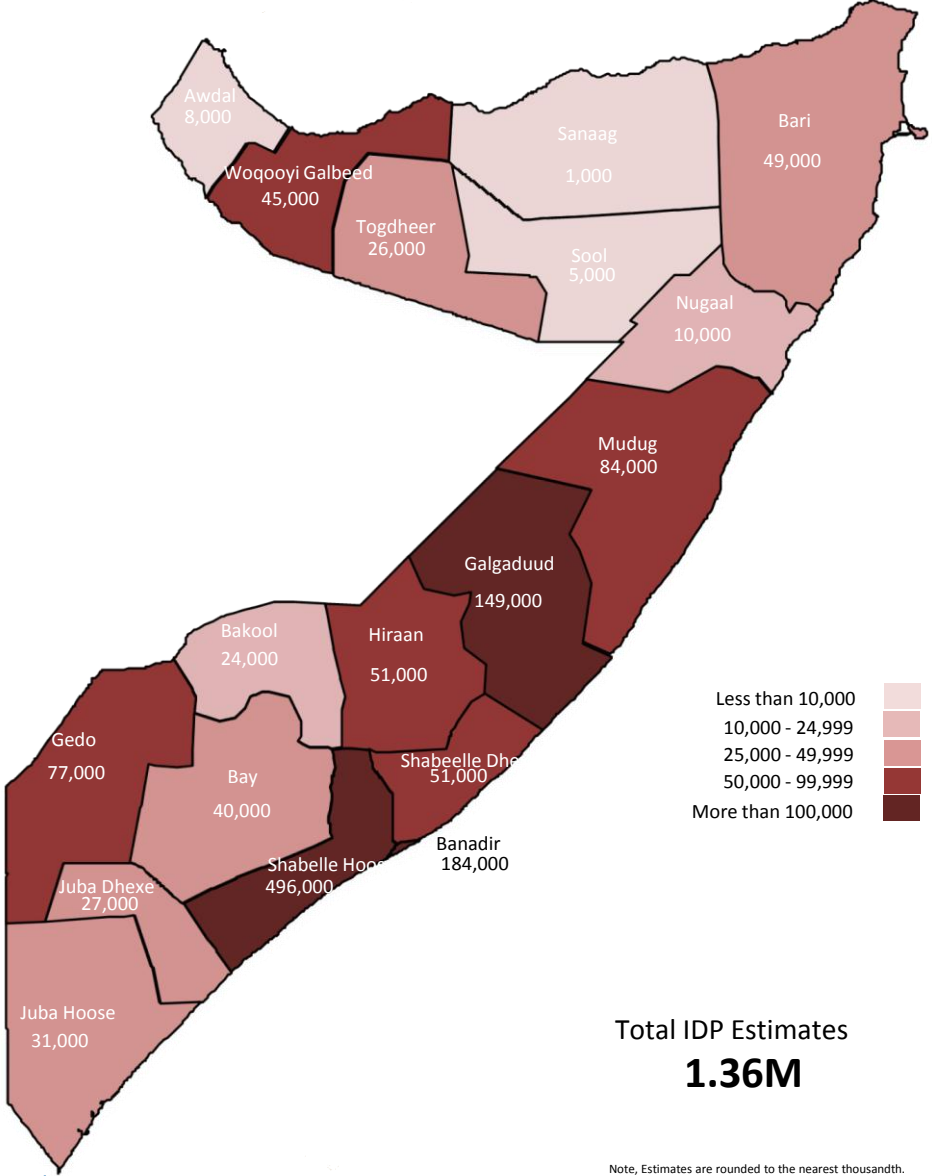 Awdal
8,000
Woqooyi Galbeed
45,000
Togdheer
26,000
Sanaag
1,000
Sool
5,000
Bari
49,000
Nugaal
10,000
Mudug
84,000
Galgaduud
149,000
Hiraan
51,000
Bakool
24,000
Gedo
77,000
Bay
40,000
Shabeelle Dhe
51,000
Banadir
184,000
Shabelle Hoos
496,000
Juba Dhexe
27,000
Juba Hoose
31,000
Less than 10,000
10,000 - 24,999
25,000 - 49,999
50,000 - 99,999
More than 100,000
Total IDP Estimates
1.36M
Note, Estimates are rounded to the nearest thousandth.